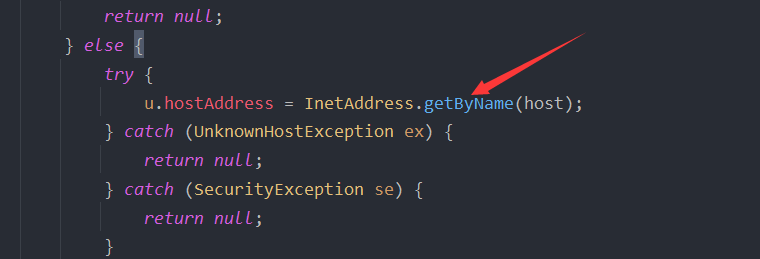 return null;
} else {
try {
u.hostAddress = InetAddress.getByName(host);
} catch (UnknownHostException ex) {
return null;
} catch (SecurityException se) {
return null;
}